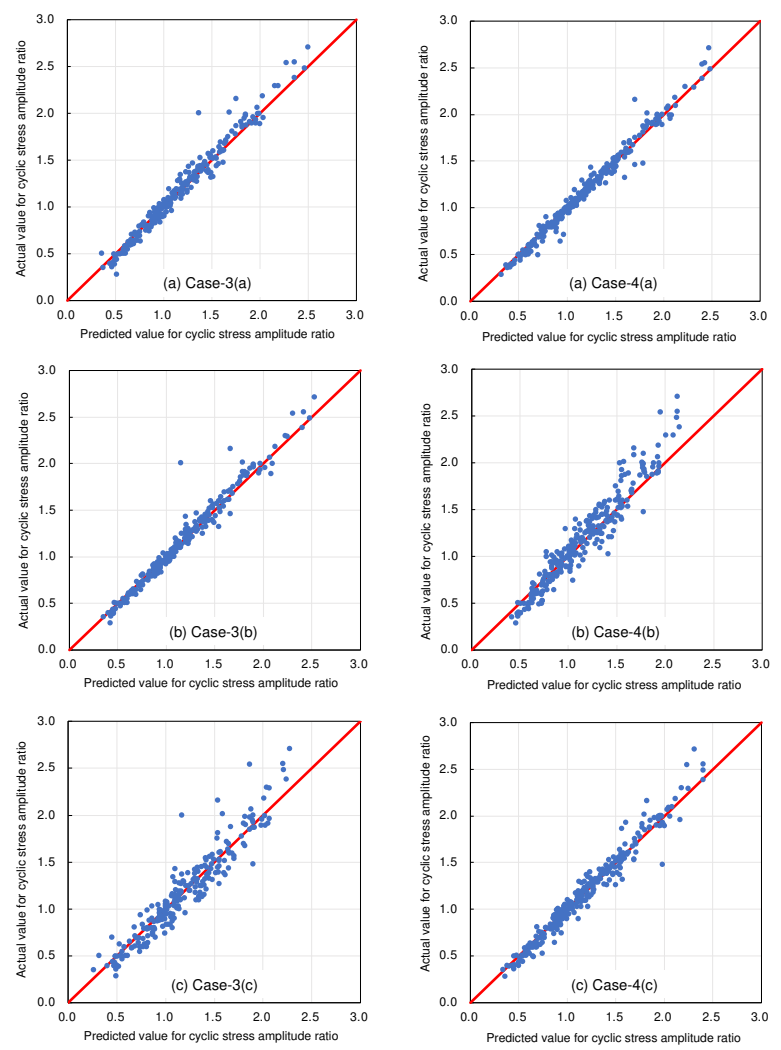 Actual value for cyclic stress amplitude ratio
3.0
2.5
2.0
1.5
1.0
0.5
0.0
(a) Case-3(a)
0.0 0.5 1.0 1.5 2.0 2.5 3.0
Predicted value for cyclic stress amplitude ratio
Actual value for cyclic stress amplitude ratio
3.0
2.5
2.0
1.5
1.0
0.5
0.0
(a) Case-4(a)
0.0 0.5 1.0 1.5 2.0 2.5 3.0
Predicted value for cyclic stress amplitude ratio
Actual value for cyclic stress amplitude ratio
3.0
2.5
2.0
1.5
1.0
0.5
0.0
(b) Case-3(b)
0.0 0.5 1.0 1.5 2.0 2.5 3.0
Predicted value for cyclic stress amplitude ratio
Actual value for cyclic stress amplitude ratio
3.0
2.5
2.0
1.5
1.0
0.5
0.0
(b) Case-4(b)
0.0 0.5 1.0 1.5 2.0 2.5 3.0
Predicted value for cyclic stress amplitude ratio
Actual value for cyclic stress amplitude ratio
3.0
2.5
2.0
1.5
1.0
0.5
0.0
(c) Case-3(c)
0.0 0.5 1.0 1.5 2.0 2.5 3.0
Predicted value for cyclic stress amplitude ratio
Actual value for cyclic stress amplitude ratio
3.0
2.5
2.0
1.5
1.0
0.5
0.0
(c) Case-4(c)
0.0 0.5 1.0 1.5 2.0 2.5 3.0
Predicted value for cyclic stress amplitude ratio